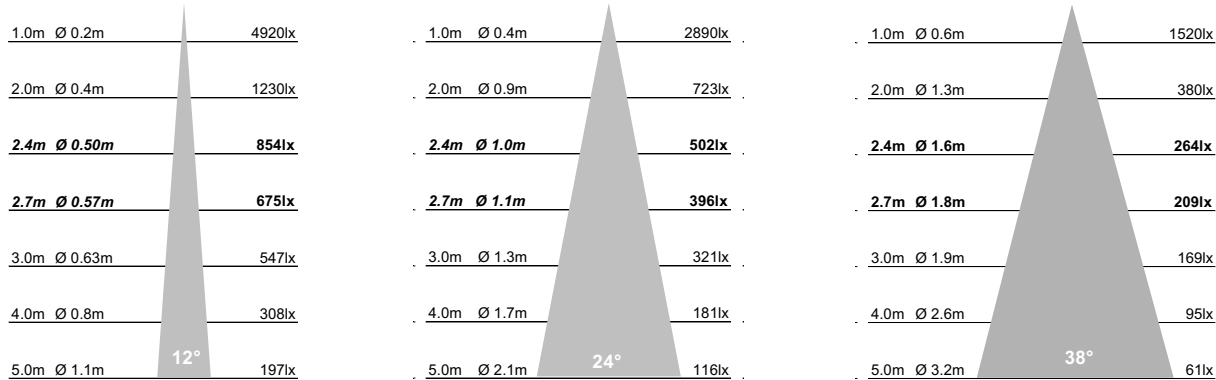 1.0m Ø 0.2m 4920lx
2.0m Ø 0.4m 1230lx
2.4m Ø 0.50m 854lx
2.7m Ø 0.57m 675lx
3.0m Ø 0.63m 547lx
4.0m Ø 0.8m 308lx
12°
5.0m Ø 1.1m 197lx
1.0m Ø 0.4m 2890lx
2.0m Ø 0.9m 723lx
2.4m Ø 1.0m 502lx
2.7m Ø 1.1m 396lx
3.0m Ø 1.3m 321lx
4.0m Ø 1.7m 181lx
24°
5.0m Ø 2.1m 116lx
1.0m Ø 0.6m 1520lx
2.0m Ø 1.3m 380lx
2.4m Ø 1.6m 264lx
2.7m Ø 1.8m 209lx
3.0m Ø 1.9m 169lx
4.0m Ø 2.6m 95lx
38°
5.0m Ø 3.2m 61lx